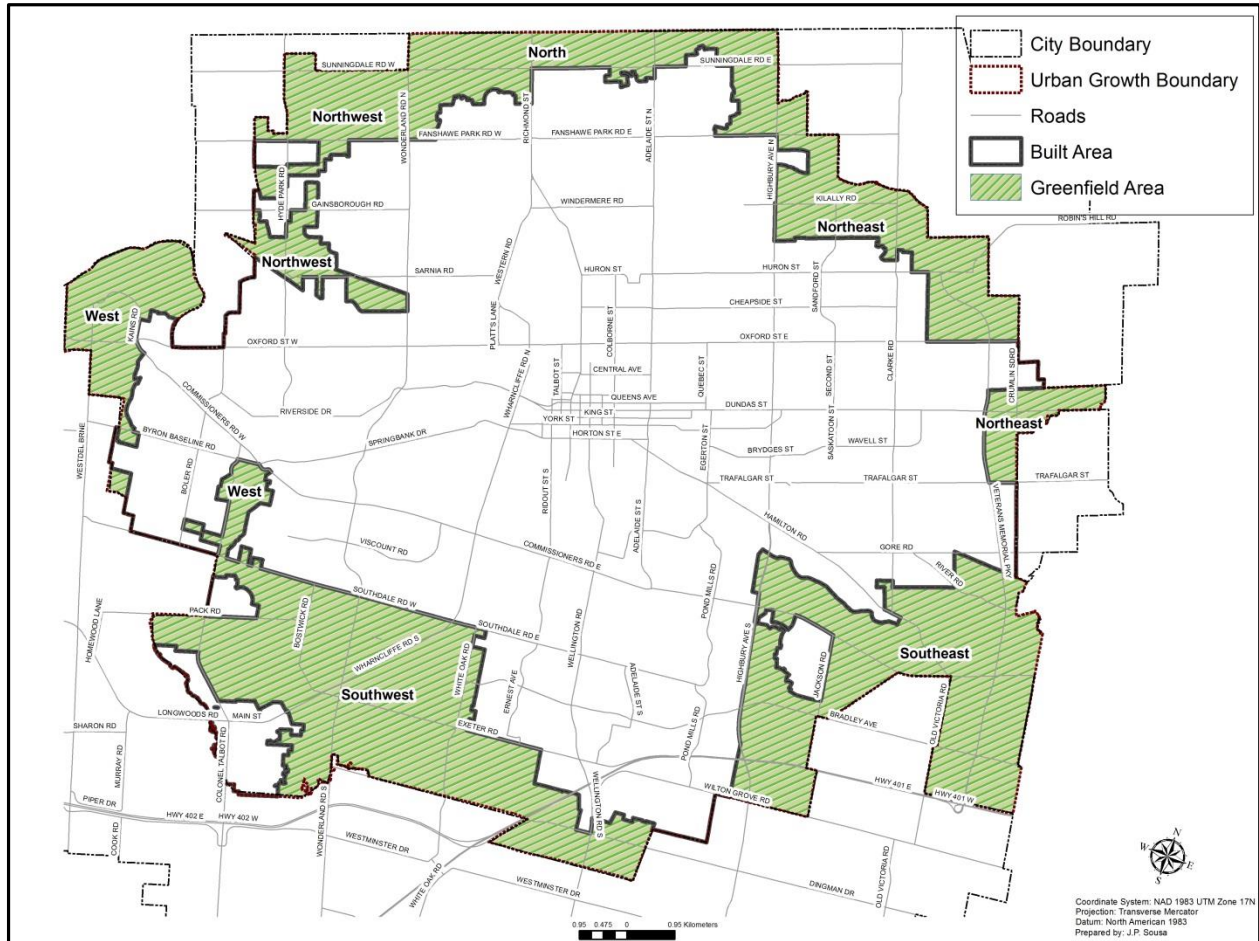 City Boundary
Urban Growth Boundary
Roads
Built Area
Greenfield Area
North
SUNNINGDALE RD W
SUNNINGDALE RD E
Northwest
WONDERLAND RD N
RICHMOND ST
ADELAIDE ST N
FANSHAWE PARK RD W
FANSHAWE PARK RD E
HIGHBURY AVE N
HYDE PARK RD
GAINSBOROUGH RD
WINDERMERE RD
KILALLY RD
ROBIN'S HILL RD
Northeast
Northwest
WESTERN RD
SARNIA RD
HURON ST
HURON ST
SANDFORD ST
CHEAPSIDE ST
West
KAINS RD
PLATT'S LANE
COLBORNE ST
OXFORD ST W
OXFORD ST E
CLARKE RD
CRUMLIN SDRD
WHARNCLIFFE RD N
TALBOT ST
CENTRAL AVE
QUEBEC ST
SECOND ST
COMMISSIONERS RD W
QUEENS AVE
RIVERSIDE DR
KING ST
DUNDAS ST
YORK ST
Northeast
BYRON BASELINE RD
SPRINGBANK DR
HORTON ST E
EGERTON ST
BRYDGES ST
SASKATOON ST
WAVELL ST
WESTDEL BRNE
BOLER RD
West
RIDOUT ST S
TRAFALGAR ST
TRAFALGAR ST
TRAFALGAR ST
ADELAIDE ST S
HAMILTON RD
VETERANS MEMORIAL PKY
VISCOUNT RD
COMMISSIONERS RD E
GORE RD
RIVER RD
POND MILLS RD
SOUTHDALE RD W
PACK RD
BOSTWICK RD
SOUTHDALE RD E
WELLINGTON RD
HIGHBURY AVE S
HOMEWOOD LANE
WHARNCLIFFE RD S
WHITE OAK RD
ERNEST AVE
ADELAIDE ST S
JACKSON RD
Southeast
Southwest
OLD VICTORIA RD
LONGWOODS RD
MAIN ST
BRADLEY AVE
SHARON RD
EXETER RD
POND MILLS RD
MURRAY RD
COLONEL TALBOT RD
WELLINGTON RD S
WILTON GROVE RD
HWY 401 E
HWY 401 W
PIPER DR
HWY 402 E
HWY 402 W
WONDERLAND RD S
COOK RD
WESTMINSTER DR
WHITE OAK RD
WESTMINSTER DR
DINGMAN DR
OLD VICTORIA RD
N
W
E
S
0.95 0.475 0 0.95 Kilometers
Coordinate System: NAD 1983 UTM Zone 17N
Projection: Transverse Mercator
Datum: North American 1983
Prepared by: J.P. Sousa